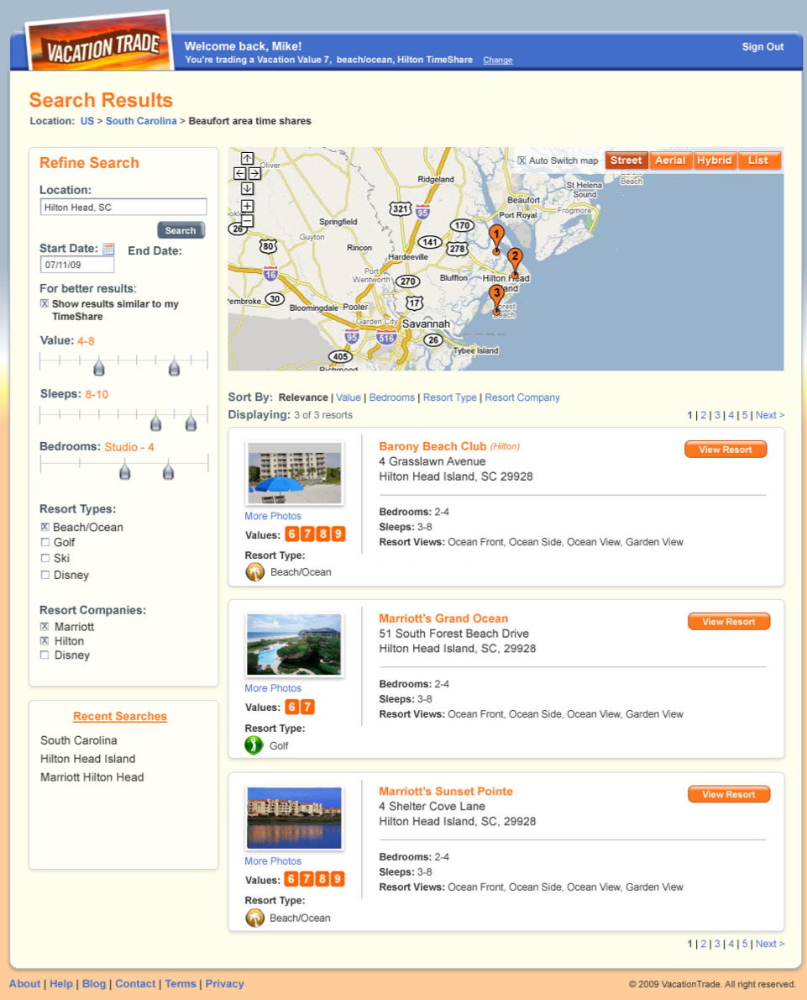 VACATION TRADE
Welcome back, Mike!
You're trading a Vacation Value 7, beach/ocean, Hilton TimeShare Change
Sign Out
Search Results
Location: US > South Carolina > Beaufort area time shares
Refine Search
Location:
Hilton Head, SC
Search
Start Date: End Date:
07/11/09
For better results:
Show results similar to my
TimeShare
Value: 4-8
Sleeps: 8-10
Bedrooms: Studio - 4
Resort Types:
Beach/Ocean
Golf
Ski
Disney
Resort Companies:
Marriott
Hilton
Disney
Recent Searches
South Carolina
Hilton Head Island
Marriott Hilton Head
Auto Switch map Street Aerial Hybrid List
Oliver
Ridgeland
Beach
St Helena
Sound
Beaufort
Port Royal
Frogmore
321
95
Springfield
170
26
Guyton
1
80
Rincon
141
278
Hardeeville
2
16
Port
Wentworth
270
Bluffton
Hilton Head
3
Pembroke
30
Bloomingdale
Pooler
17
Beach
Garden City
Savannah
95
516
26
405
Tybee Island
Richmond
Sort By: Relevance | Value | Bedrooms | Resort Type | Resort Company
Displaying: 3 of 3 resorts
1 | 2 | 3 | 4 | 5 | Next >
Barony Beach Club (Hilton)
View Resort
4 Grasslawn Avenue
Hilton Head Island, SC 29928
More Photos
Values: 6 7 8 9
Resort Type:
Beach/Ocean
Bedrooms: 2-4
Sleeps: 3-8
Resort Views: Ocean Front, Ocean Side, Ocean View, Garden View
Marriott's Grand Ocean
View Resort
51 South Forest Beach Drive
Hilton Head Island, SC, 29928
More Photos
Values: 6 7
Resort Type:
Golf
Bedrooms: 2-4
Sleeps: 3-8
Resort Views: Ocean Front, Ocean Side, Ocean View, Garden View
Marriott's Sunset Pointe
View Resort
4 Shelter Cove Lane
Hilton Head Island, SC, 29928
More Photos
Values: 6 7 8 9
Resort Type:
Beach/Ocean
Bedrooms: 2-4
Sleeps: 3-8
Resort Views: Ocean Front, Ocean Side, Ocean View, Garden View
1 | 2 | 3 | 4 | 5 | Next >
About | Help | Blog | Contact | Terms | Privacy
© 2009 VacationTrade. All right reserved.